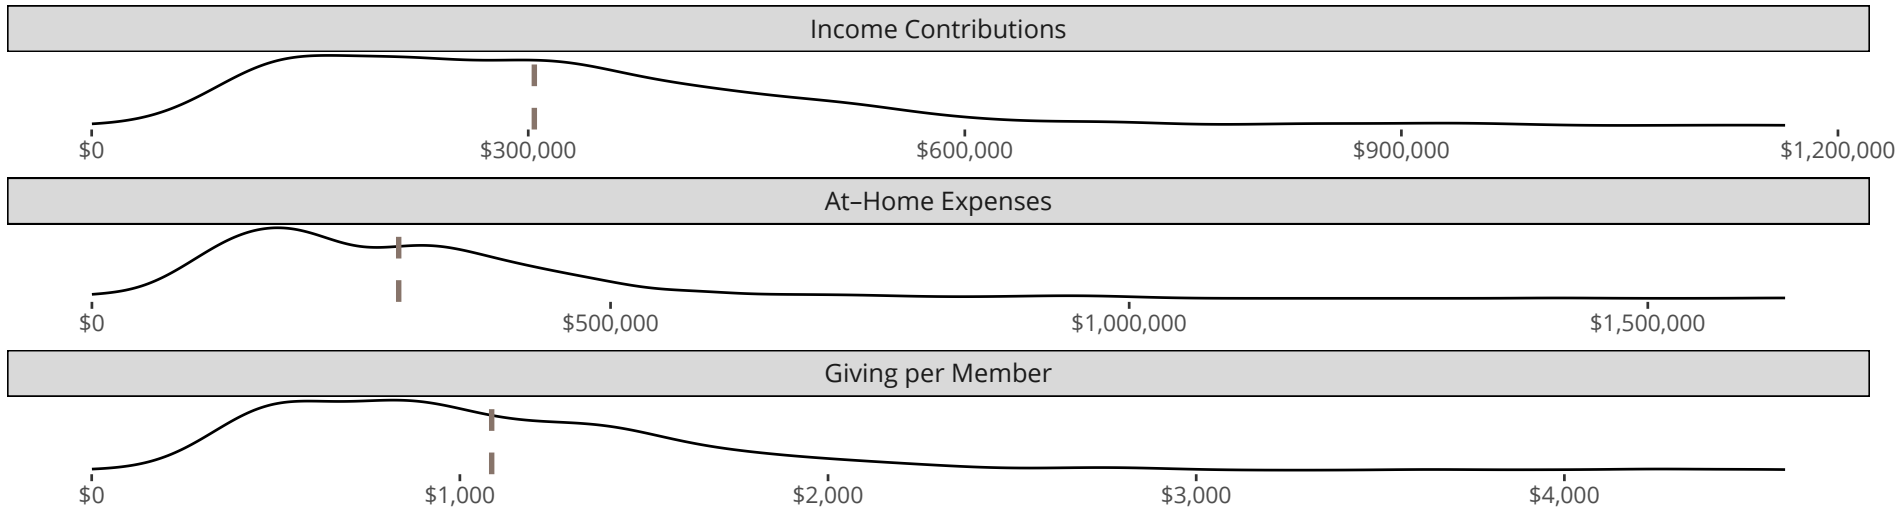 Income Contributions
$0 $300,000 $600,000 $900,000 $1,200,000
At–Home Expenses
$0 $500,000 $1,000,000 $1,500,000
Giving per Member
$0 $1,000 $2,000 $3,000 $4,000